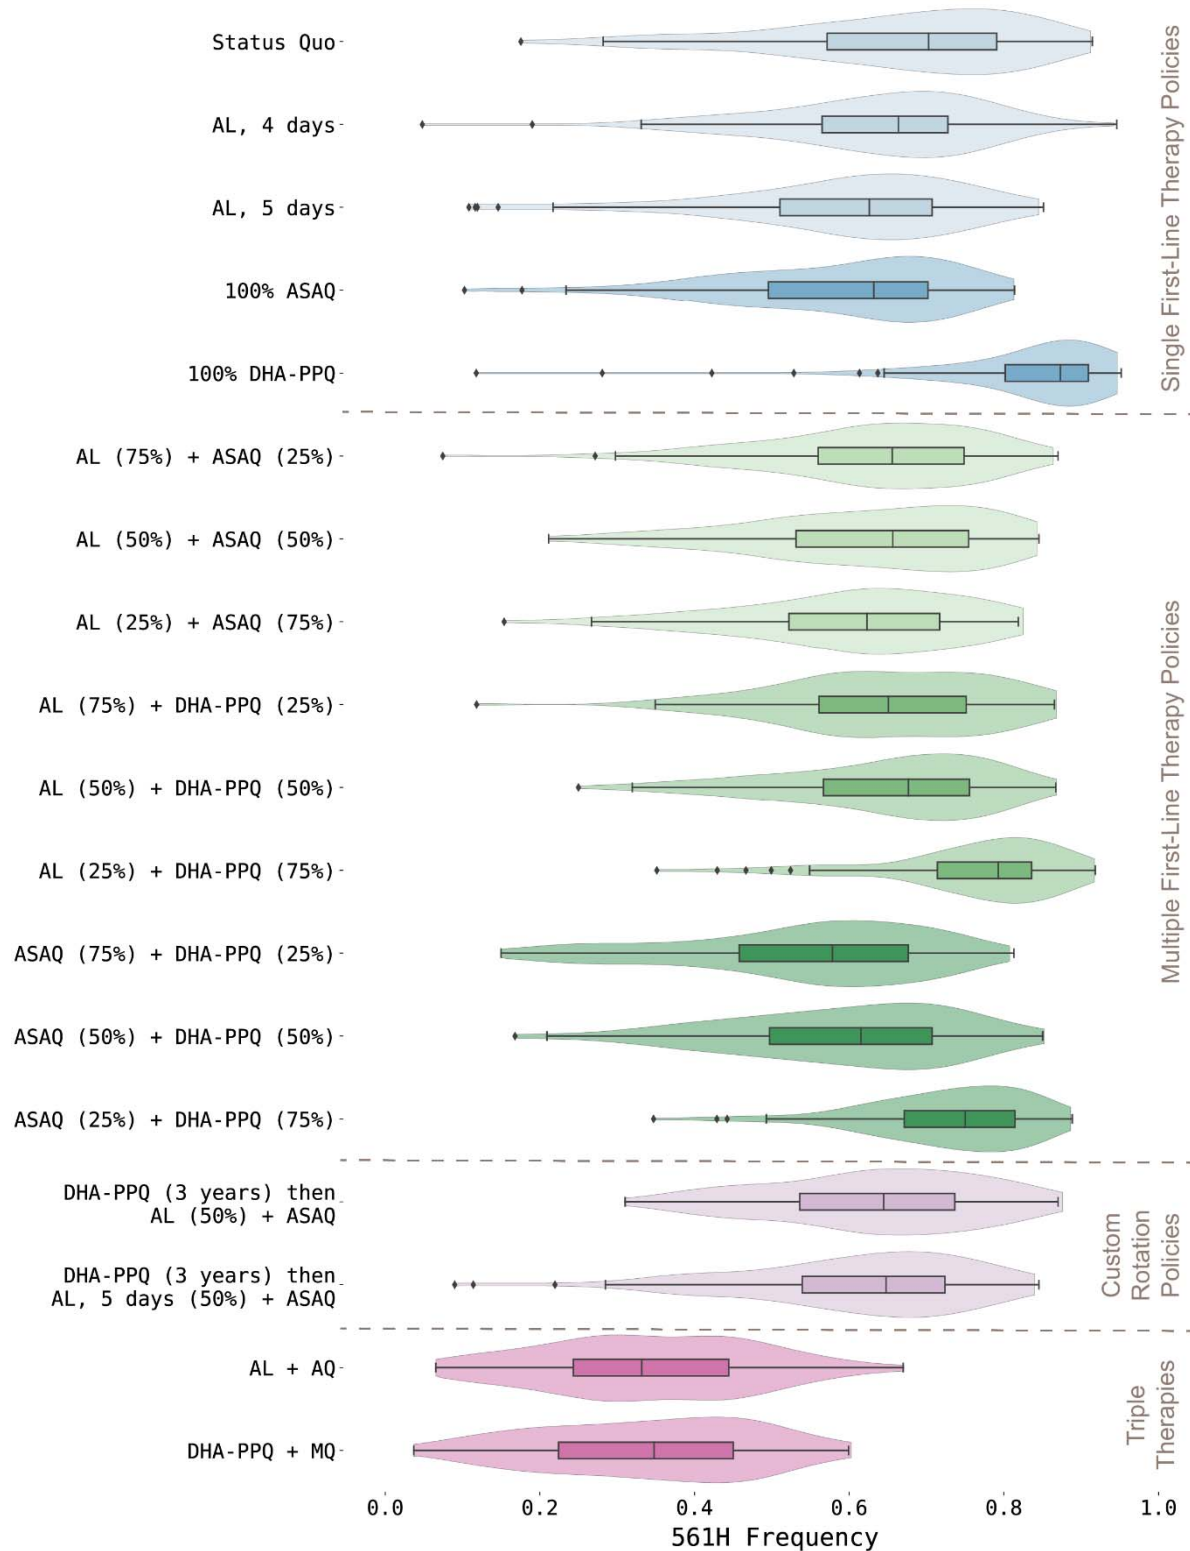 Status Quo
AL, 4 days
AL, 5 days
100% ASAQ
100% DHA-PPQ
Single First-Line Therapy Policies
AL (75%) + ASAQ (25%)
AL (50%) + ASAQ (50%)
AL (25%) + ASAQ (75%)
AL (75%) + DHA-PPQ (25%)
AL (50%) + DHA-PPQ (50%)
AL (25%) + DHA-PPQ (75%)
ASAQ (75%) + DHA-PPQ (25%)
ASAQ (50%) + DHA-PPQ (50%)
ASAQ (25%) + DHA-PPQ (75%)
Multiple First-Line Therapy Policies
DHA-PPQ (3 years) then
AL (50%) + ASAQ
DHA-PPQ (3 years) then
AL, 5 days (50%) + ASAQ
Custom
Rotation
Policies
AL + AQ
DHA-PPQ + MQ
Triple
Therapies
0.0 0.2 0.4 0.6 0.8 1.0
561H Frequency